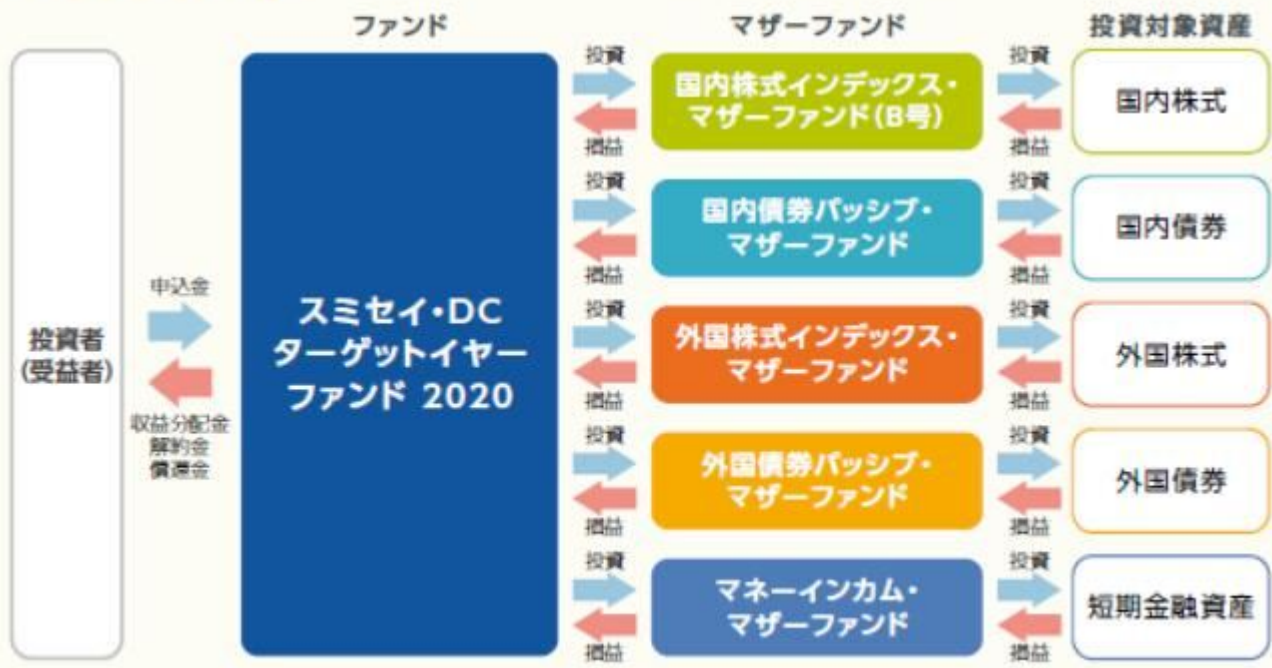 ファンド
マザーファンド
投資対象資産
投資者
(受益者)
申込金
収益分配金
解約金
償還金
スミセイ・DC
ターゲットイヤー
ファンド 2020
投資
損益
国内株式インデックス・
マザーファンド(B号)
投資
損益
国内株式
投資
損益
国内債券パッシブ・
マザーファンド
投資
損益
国内債券
投資
損益
外国株式インデックス・
マザーファンド
投資
損益
外国株式
投資
損益
外国債券パッシブ・
マザーファンド
投資
損益
外国債券
投資
損益
マネーインカム・
マザーファンド
投資
損益
短期金融資産